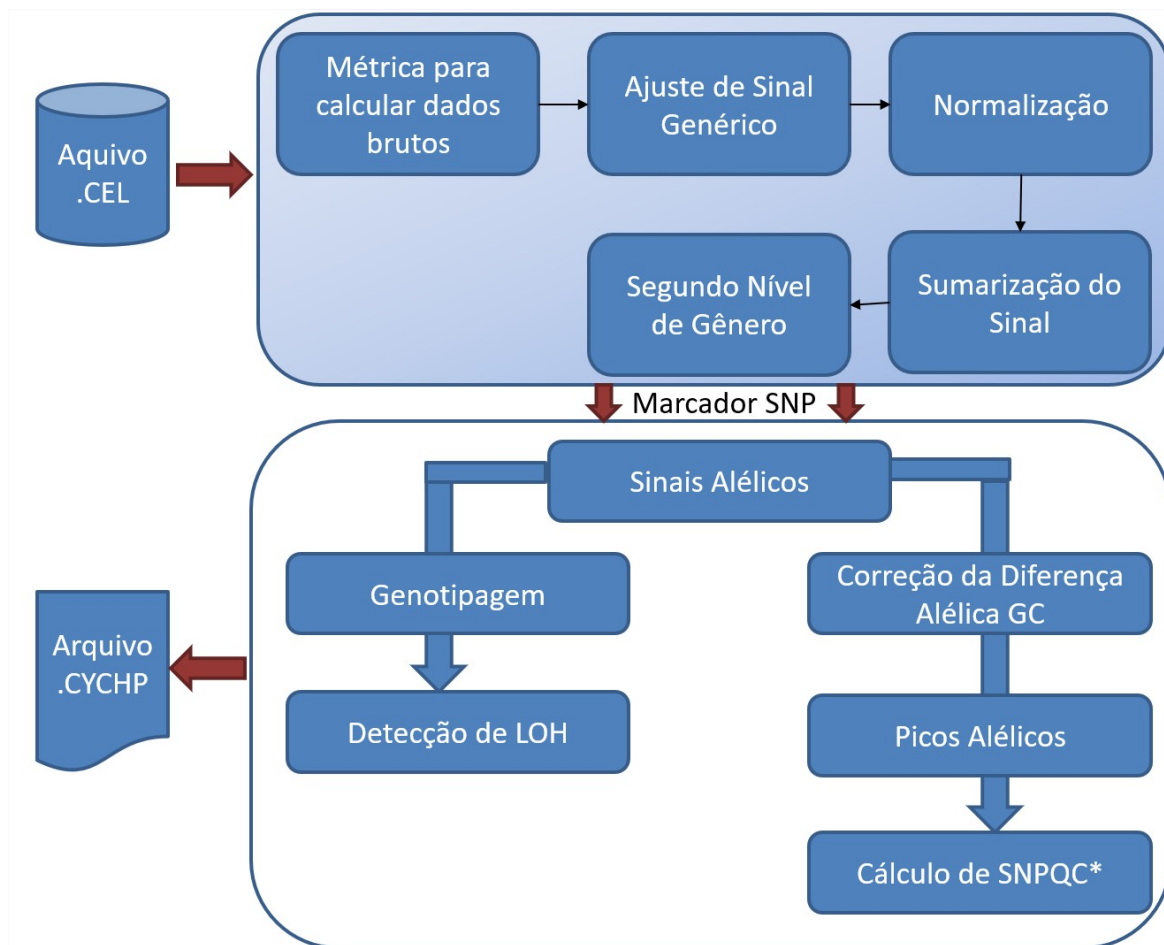 Aquivo
.CEL
Métrica para
calcular dados
brutos
Ajuste de Sinal
Genérico
Normalização
Segundo Nível
de Gênero
Sumarização do
Sinal
Marcador SNP
Sinais Alélicos
Genotipagem
Correção da Diferença
Alélica GC
Arquivo
.CYCHP
Detecção de LOH
Picos Alélicos
Cálculo de SNPQC*